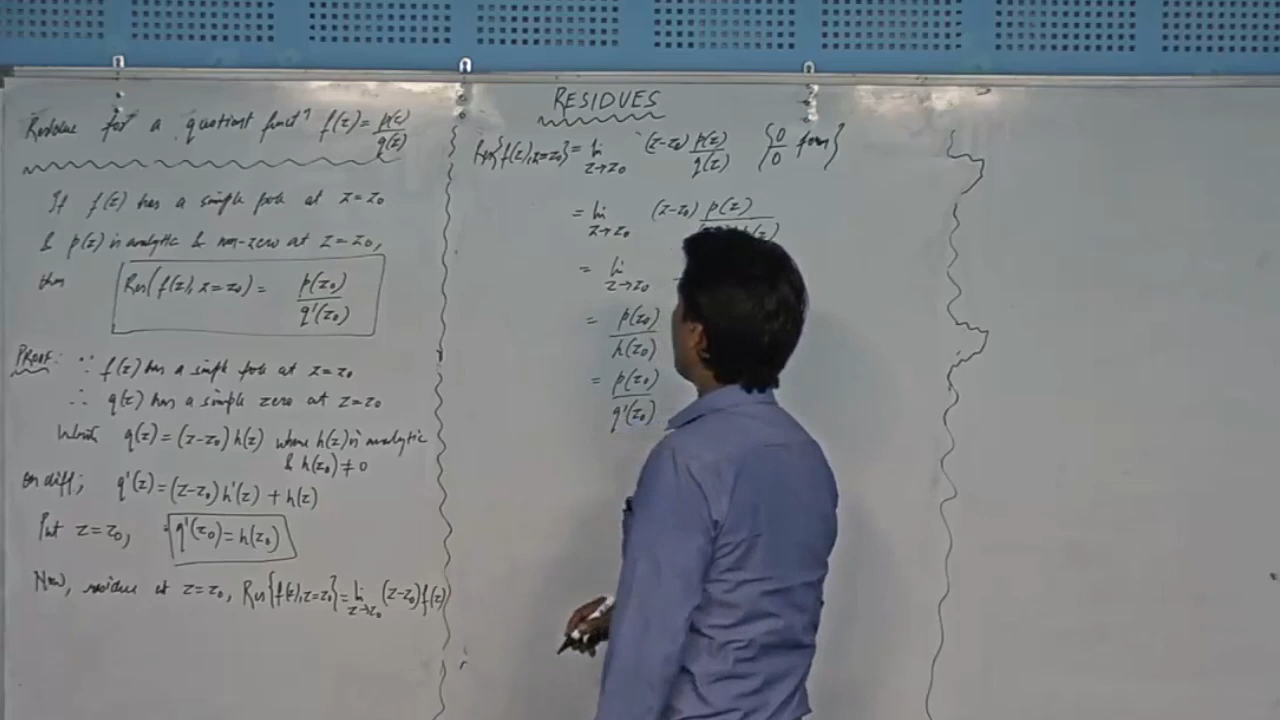 RESIDUES
Residue for a quotient functⁿ f(z) = p(z)/q(z)
If f(z) has a simple pole at z = z₀
& p(z) is analytic & non-zero at z = z₀,
then Res(f(z), z = z₀) = p(z₀)/q'(z₀)
PROOF: ∵ f(z) has a simple pole at z = z₀
∴ q(z) has a simple zero at z = z₀
Write q(z) = (z-z₀) h(z) where h(z) is analytic
& h(z₀) ≠ 0
On diff; q'(z) = (z-z₀) h'(z) + h(z)
Put z = z₀, q'(z₀) = h(z₀)
Now, residue at z = z₀, Res{f(z), z = z₀} = lim z→z₀ (z-z₀) f(z)
Res{f(z), z = z₀} = lim z→z₀ (z-z₀) p(z)/q(z) {0/0 form}
= lim z→z₀ (z-z₀) p(z)/ h(z)
= lim z→z₀
= p(z₀)/h(z₀)
= p(z₀)/q'(z₀)